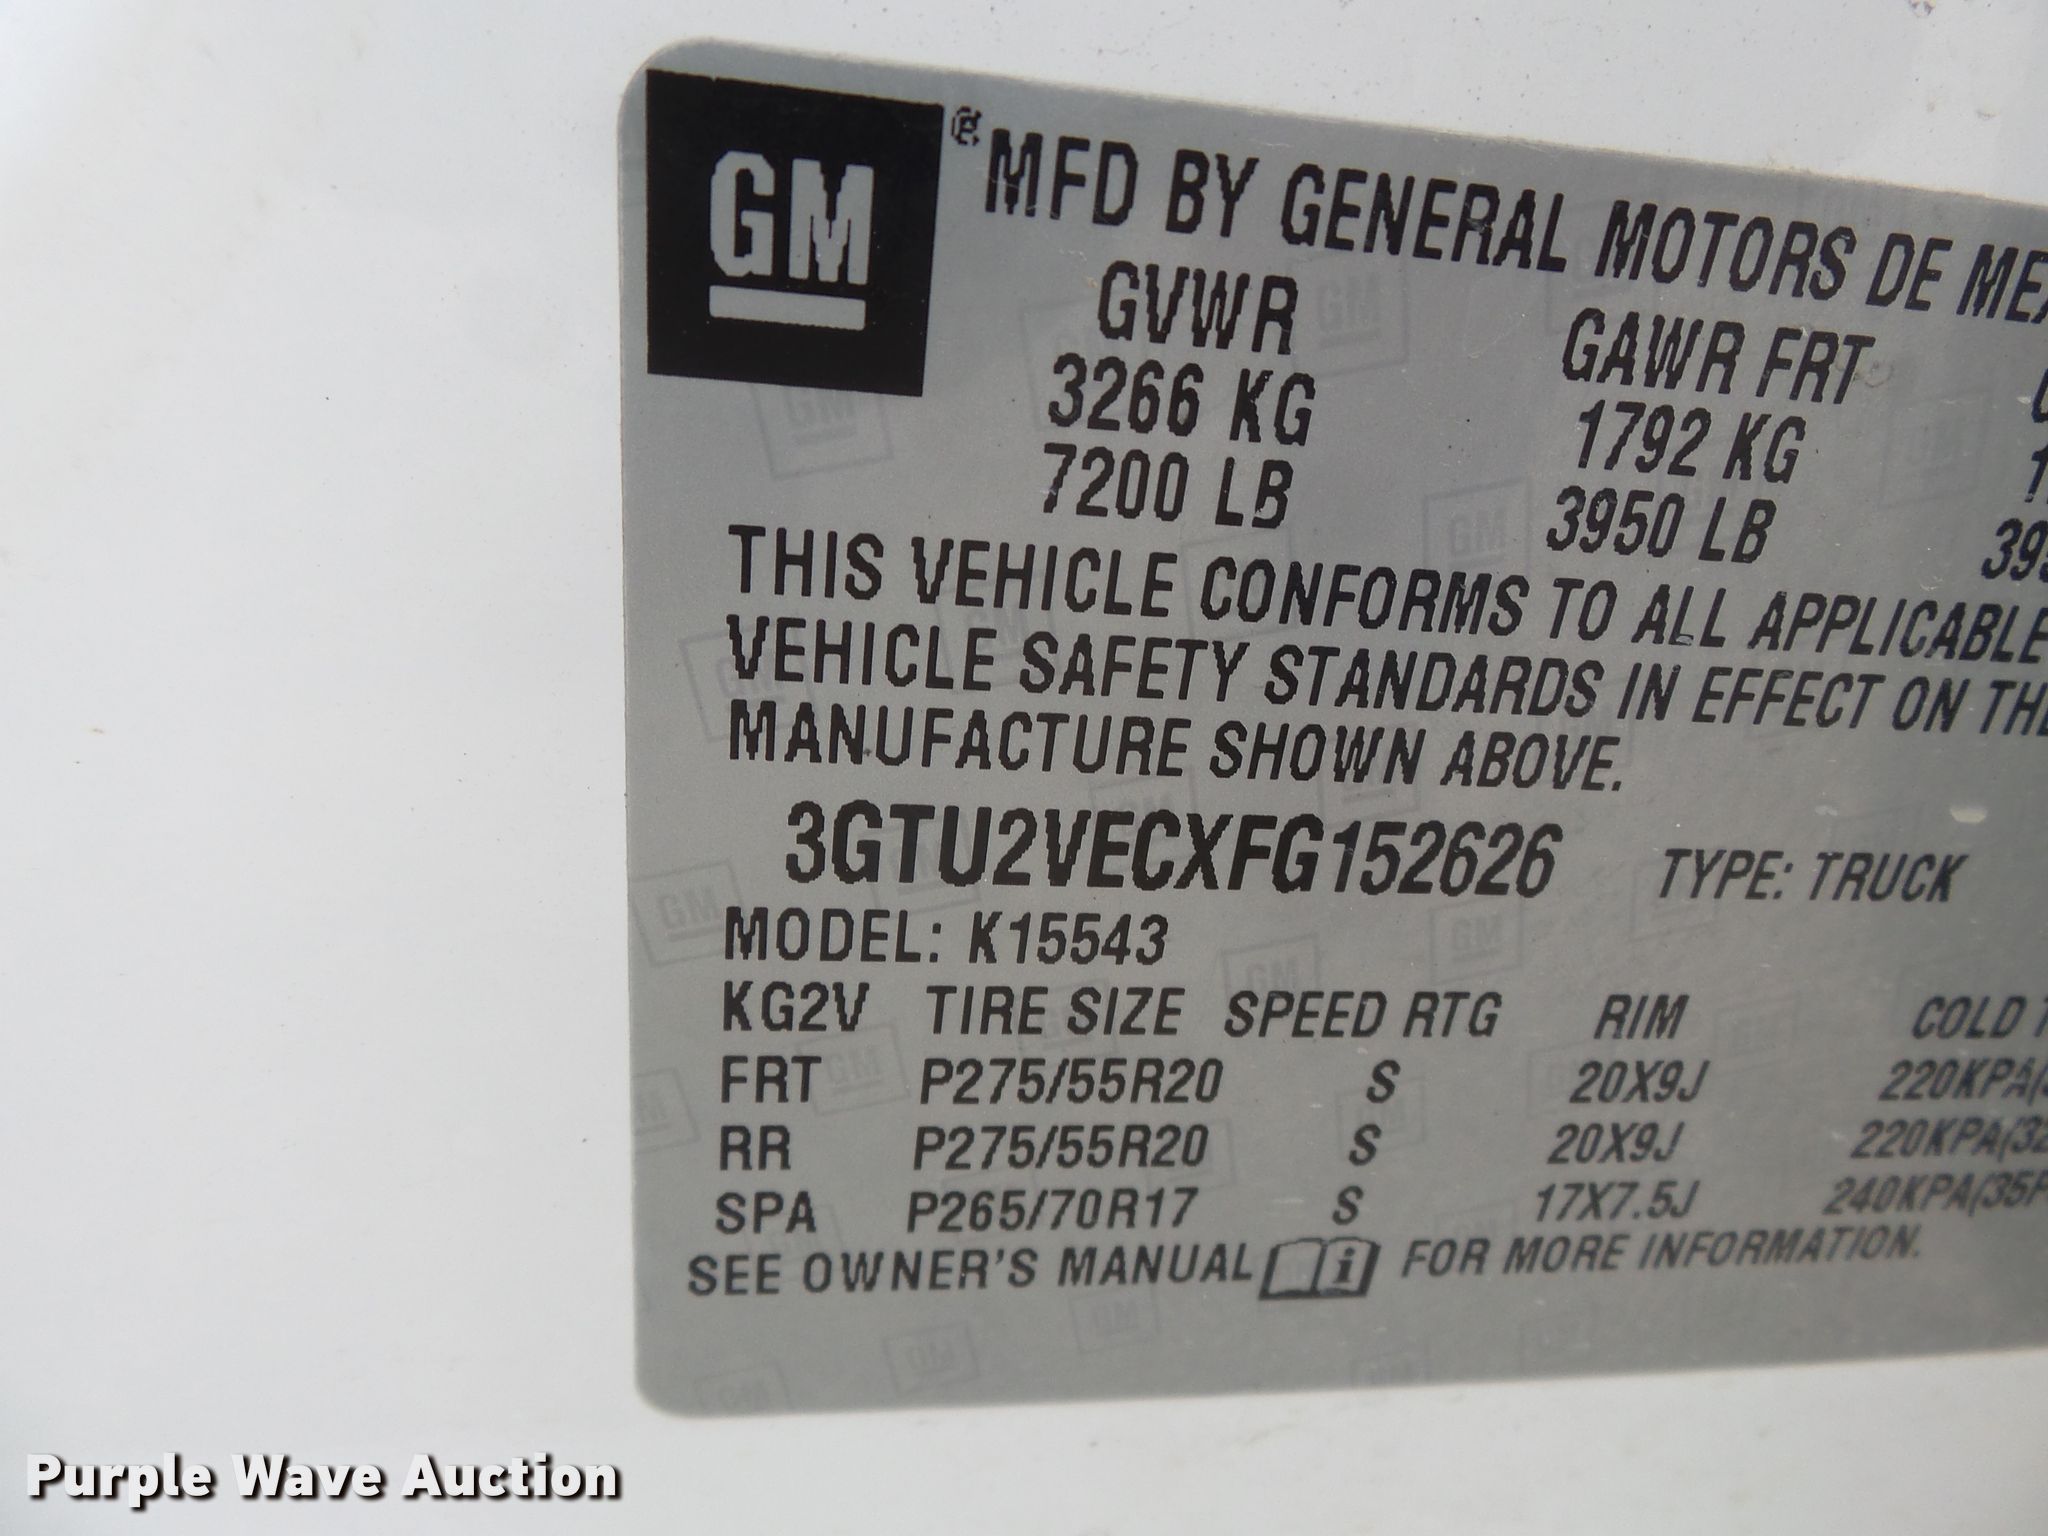 GM
® MFD BY GENERAL MOTORS DE
GVWR GAWR FRT
3266 KG 1792 KG
7200 LB 3950 LB
THIS VEHICLE CONFORMS TO ALL APPLICABLE
VEHICLE SAFETY STANDARDS IN EFFECT ON THE
MANUFACTURE SHOWN ABOVE.
3GTU2VECXFG152626 TYPE: TRUCK
MODEL: K15543
KG2V TIRE SIZE SPEED RTG RIM COLD
FRT P275/55R20 S 20X9J 220KPA
RR P275/55R20 S 20X9J 220KPA(32
SPA P265/70R17 S 17X7.5J 240KPA(35
SEE OWNER'S MANUAL FOR MORE INFORMATION.
Purple Wave Auction